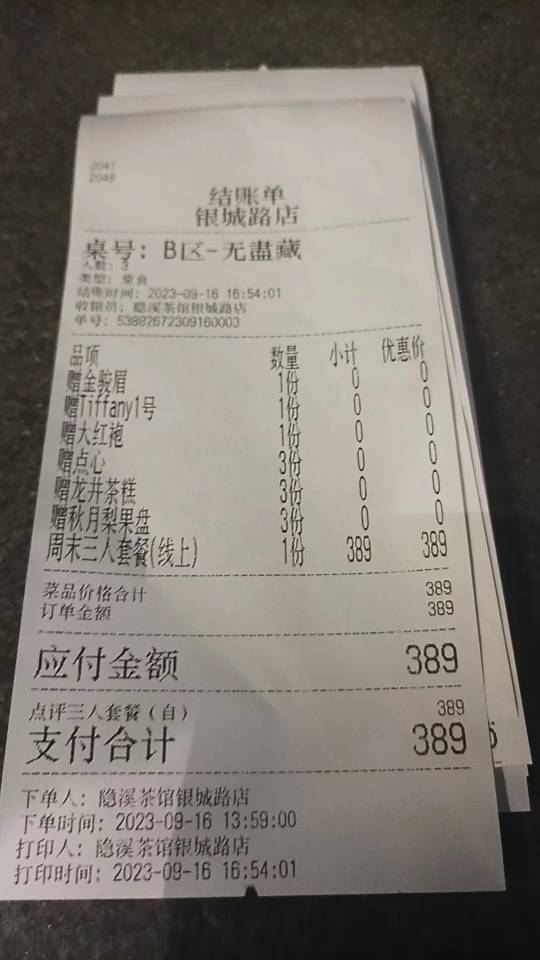 2047
2048
结账单
银城路店
桌号: B区-无盡藏
人数: 3
类型: 堂食
结账时间: 2023-09-16 16:54:01
收银员: 隐溪茶馆银城路店
单号: 53882672309160003
品项 数量 小计 优惠价
赠金骏眉 1份 0 0
赠Tiffany1号 1份 0 0
赠大红袍 1份 0 0
赠点心 3份 0 0
赠龙井茶糕 3份 0 0
赠秋月梨果盘 3份 0 0
周末三人套餐(线上) 1份 389 389
菜品价格合计 389
订单金额 389
应付金额 389
点评三人套餐(自) 389
支付合计 389
下单人: 隐溪茶馆银城路店
下单时间: 2023-09-16 13:59:00
打印人: 隐溪茶馆银城路店
打印时间: 2023-09-16 16:54:01